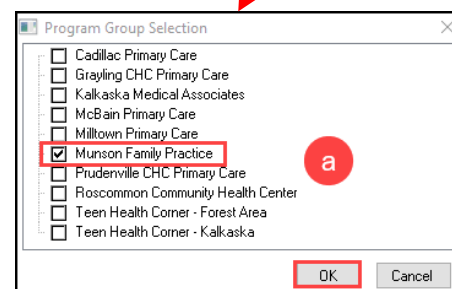 Program Group Selection
Cadillac Primary Care
Grayling CHC Primary Care
Kalkaska Medical Associates
McBain Primary Care
Milltown Primary Care
Munson Family Practice
a
Prudenville CHC Primary Care
Roscommon Community Health Center
Teen Health Corner - Forest Area
Teen Health Corner - Kalkaska
OK Cancel